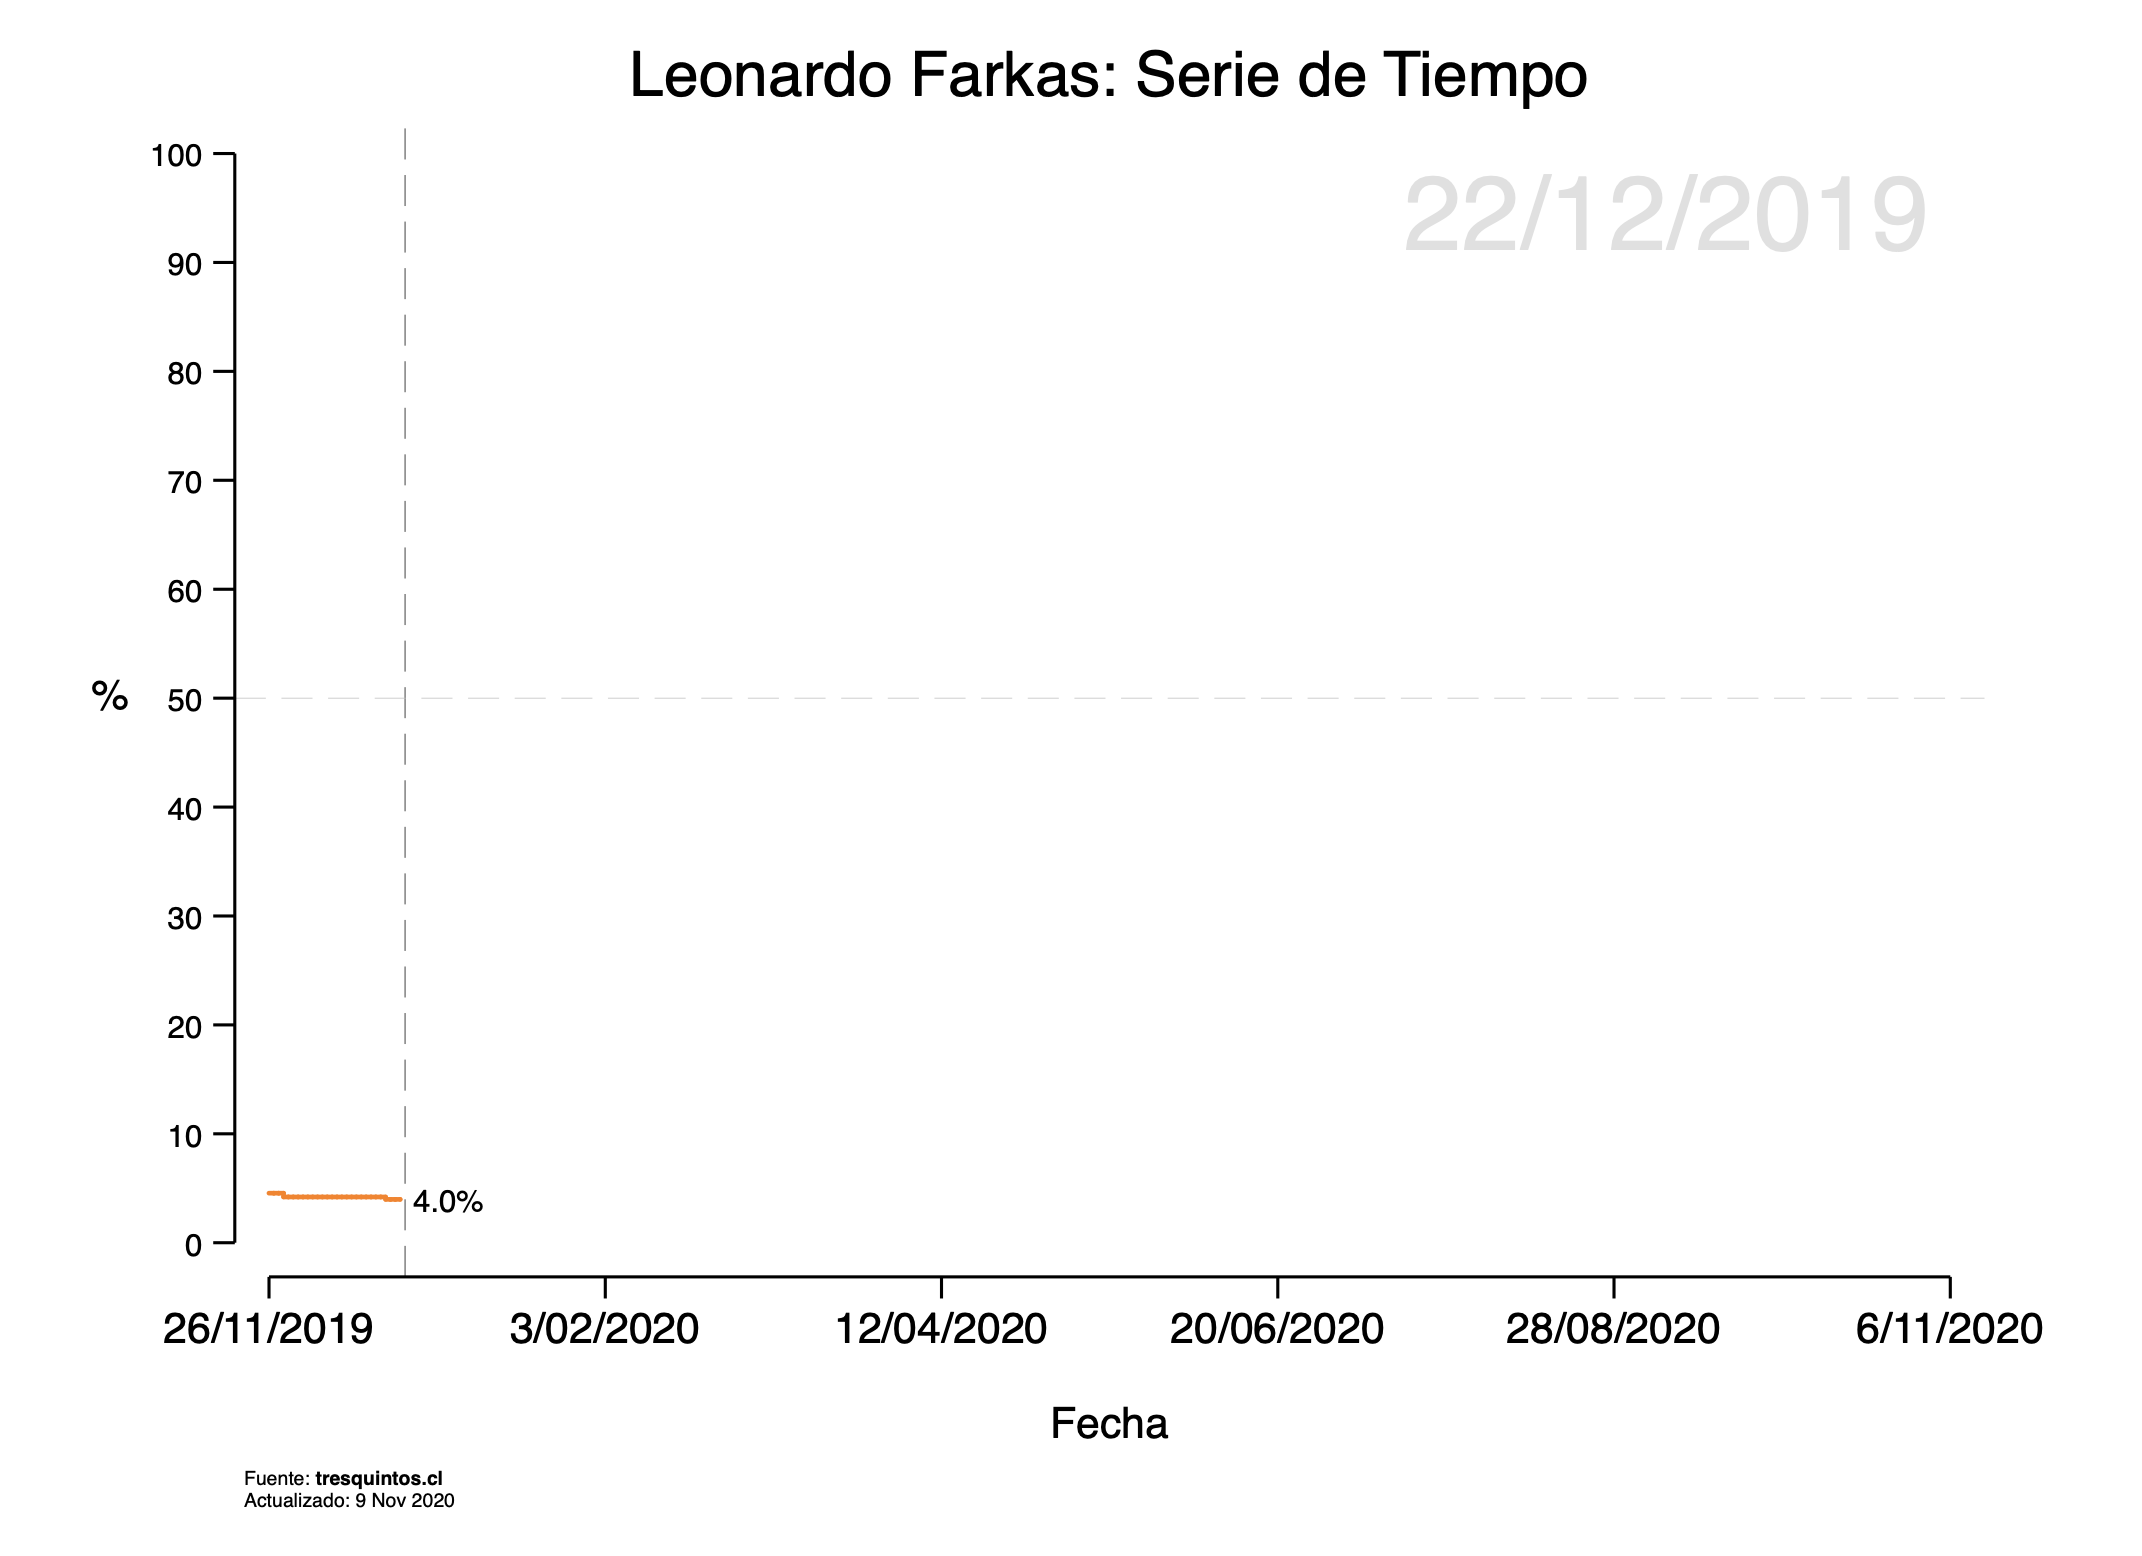 Leonardo Farkas: Serie de Tiempo
22/12/2019
100
90
80
70
60
%
50
40
30
20
10
4.0%
0
26/11/2019 3/02/2020 12/04/2020 20/06/2020 28/08/2020 6/11/2020
Fecha
Fuente: tresquintos.cl
Actualizado: 9 Nov 2020